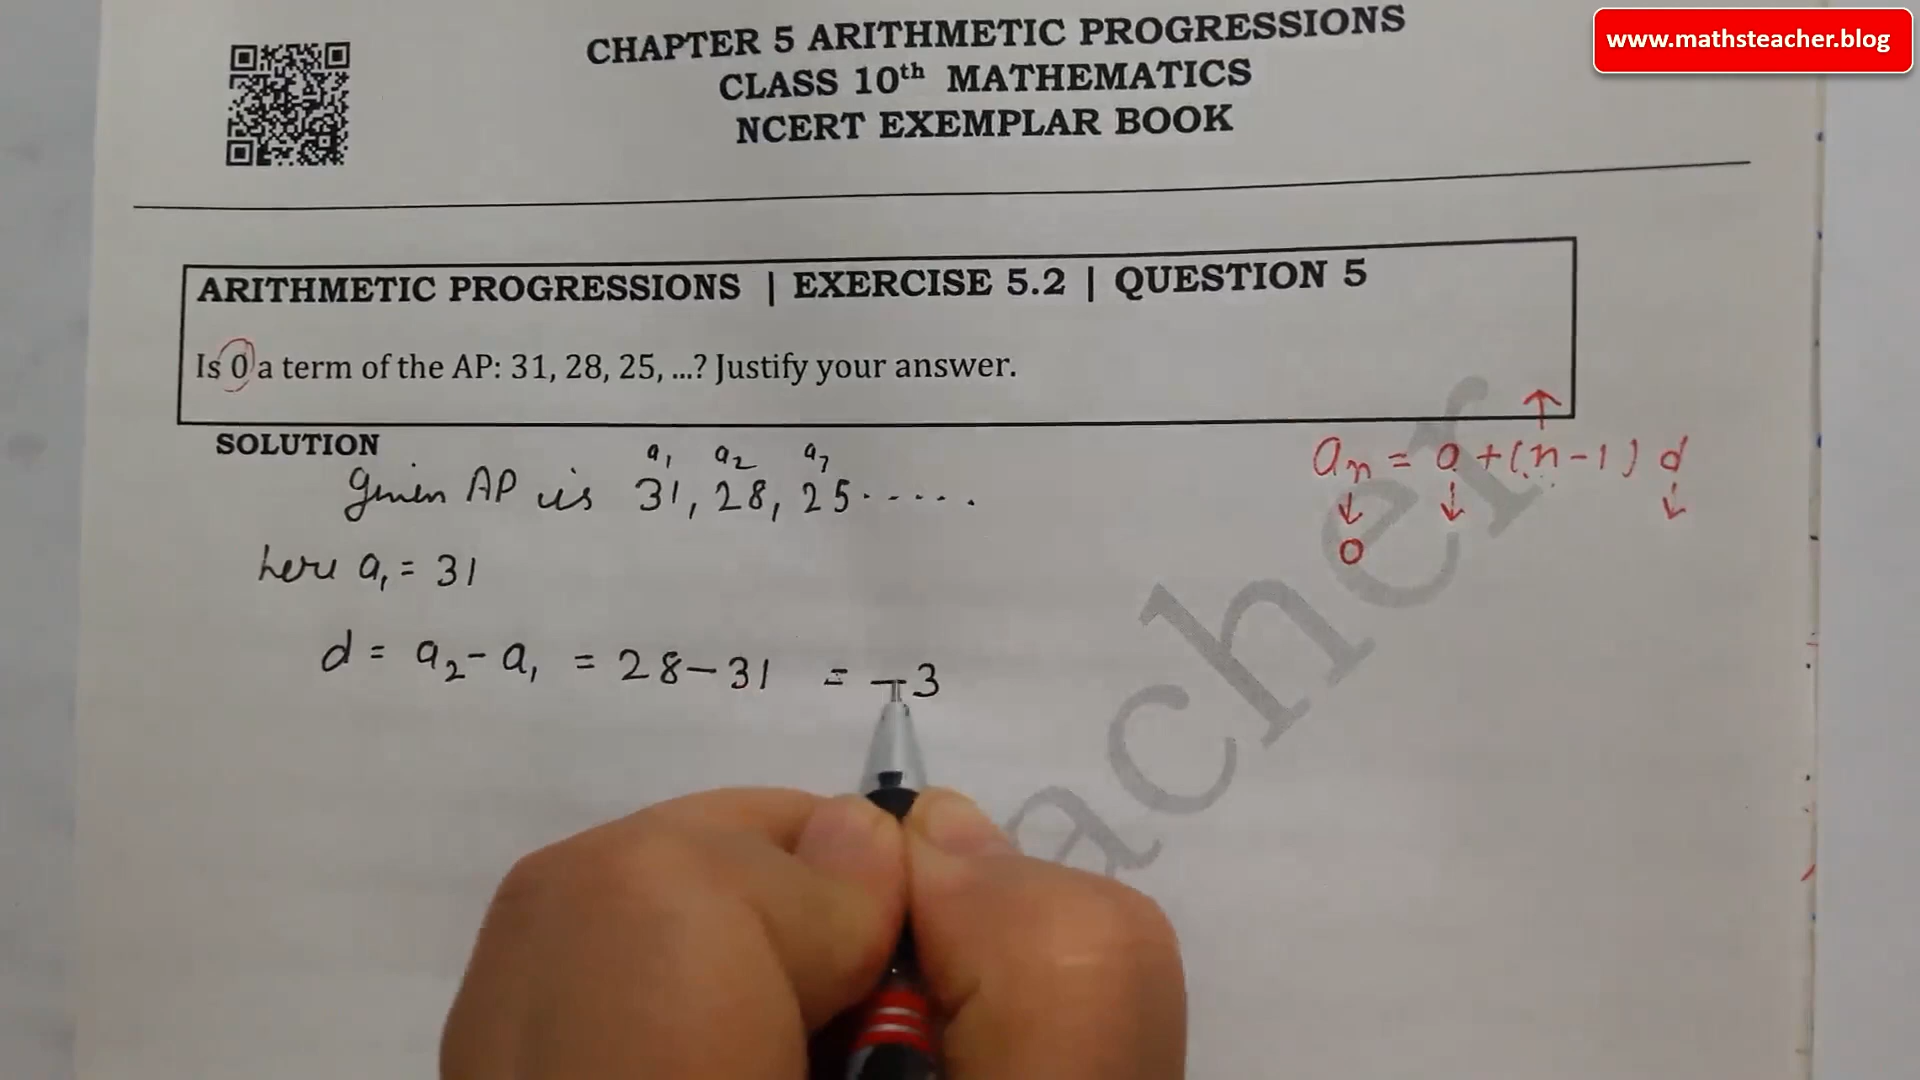 www.mathsteacher.blog
CHAPTER 5 ARITHMETIC PROGRESSIONS
CLASS 10th MATHEMATICS
NCERT EXEMPLAR BOOK
ARITHMETIC PROGRESSIONS | EXERCISE 5.2 | QUESTION 5
Is 0 a term of the AP: 31, 28, 25, ...? Justify your answer.
SOLUTION
a₁ a₂ a₃
Given AP is 31, 28, 25 . - - - - .
aₙ = a + (n - 1) d
0
here a₁ = 31
d = a₂ - a₁ = 28 - 31 = -3
acher